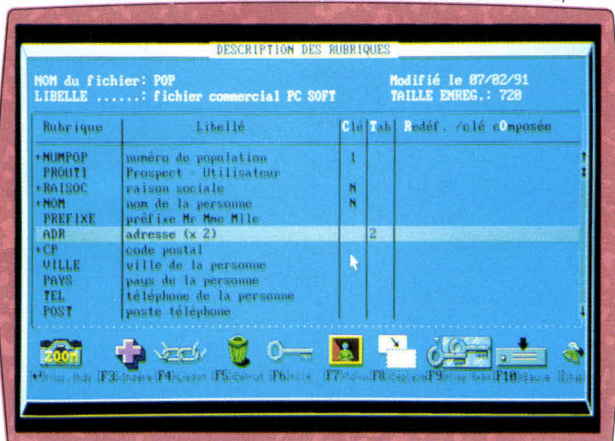 DESCRIPTION DES RUBRIQUES
NOM du fichier: POP Modifié le 07/02/91
LIBELLE ......: fichier commercial PC SOFT TAILLE ENREG.: 720
Rubrique Libellé Clé Tab Redéf. /clé cOmposée
←NUMPOP numéro de population 1
PROUTI Prospect - Utilisateur
←RAISOC raison sociale N
←NOM nom de la personne N
PREFIXE préfixe Mr Mme Mlle
ADR adresse (x 2) 2
←CP code postal
VILLE ville de la personne
PAYS pays de la personne
TEL téléphone de la personne
POST poste téléphone
ZOOM
F3 F4 F5 F6 F7 F8 F9 F10